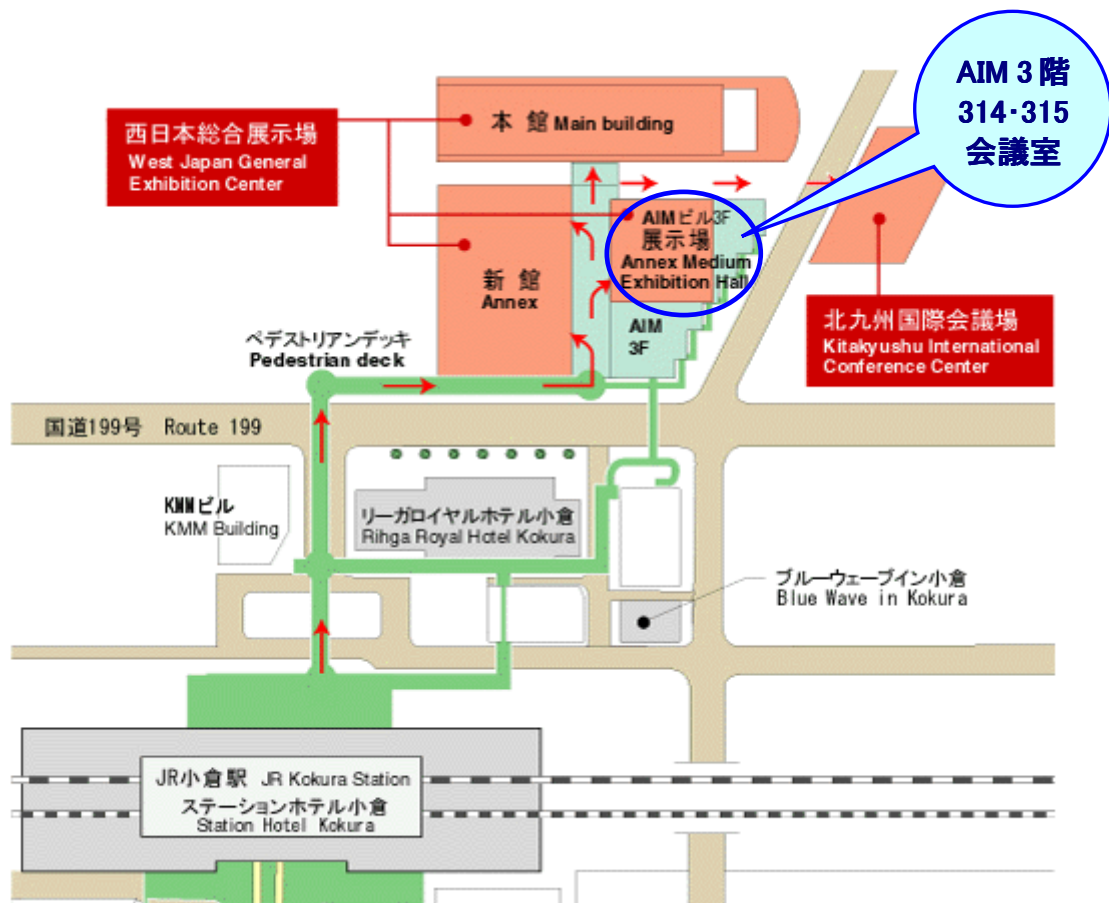 AIM 3階
314・315
会議室
西日本総合展示場
West Japan General
Exhibition Center
本 館 Main building
AIMビル3F
展示場
Annex Medium
Exhibition Hall
新 館
Annex
AIM
3F
北九州国際会議場
Kitakyushu International
Conference Center
ペデストリアンデッキ
Pedestrian deck
国道199号 Route 199
KMMビル
KMM Building
リーガロイヤルホテル小倉
Rihga Royal Hotel Kokura
ブルーウェーブイン小倉
Blue Wave in Kokura
JR小倉駅 JR Kokura Station
ステーションホテル小倉
Station Hotel Kokura